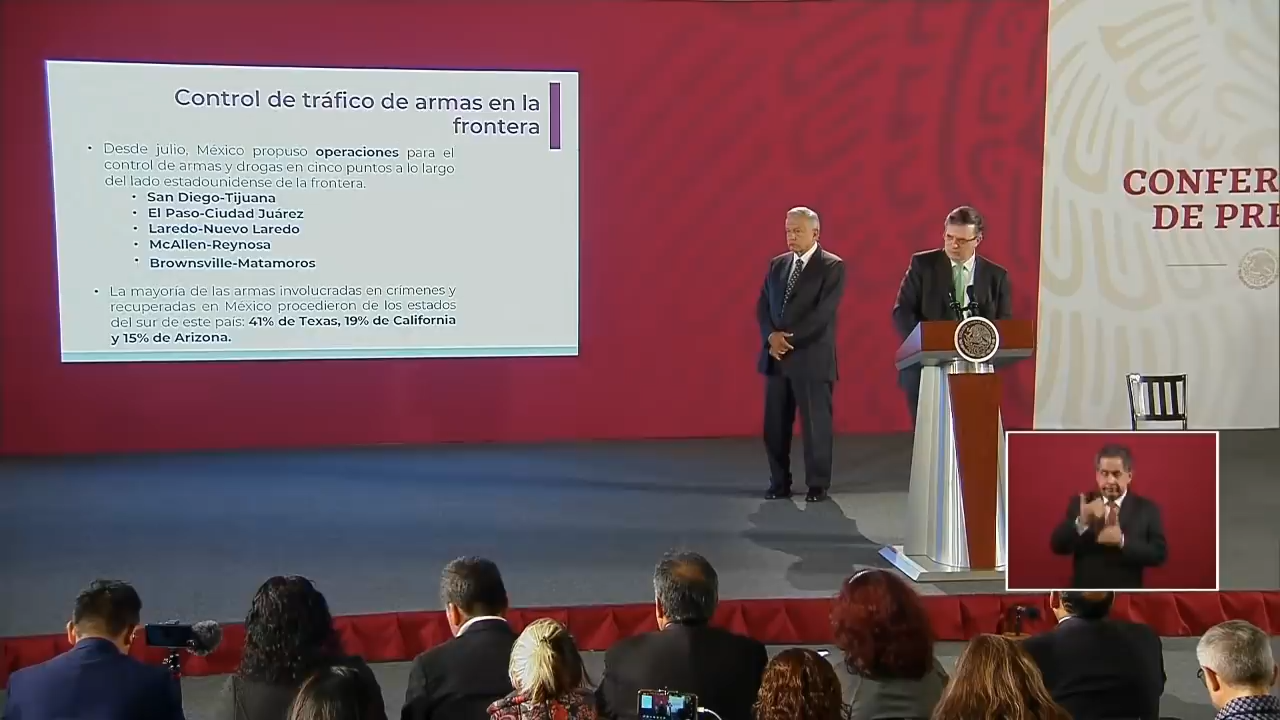 Control de tráfico de armas en la
frontera
• Desde julio, México propuso operaciones para el
control de armas y drogas en cinco puntos a lo largo
del lado estadounidense de la frontera.
• San Diego-Tijuana
• El Paso-Ciudad Juárez
• Laredo-Nuevo Laredo
• McAllen-Reynosa
• Brownsville-Matamoros
• La mayoría de las armas involucradas en crímenes y
recuperadas en México procedieron de los estados
del sur de este país: 41% de Texas, 19% de California
y 15% de Arizona.
CONFER
DE PRE